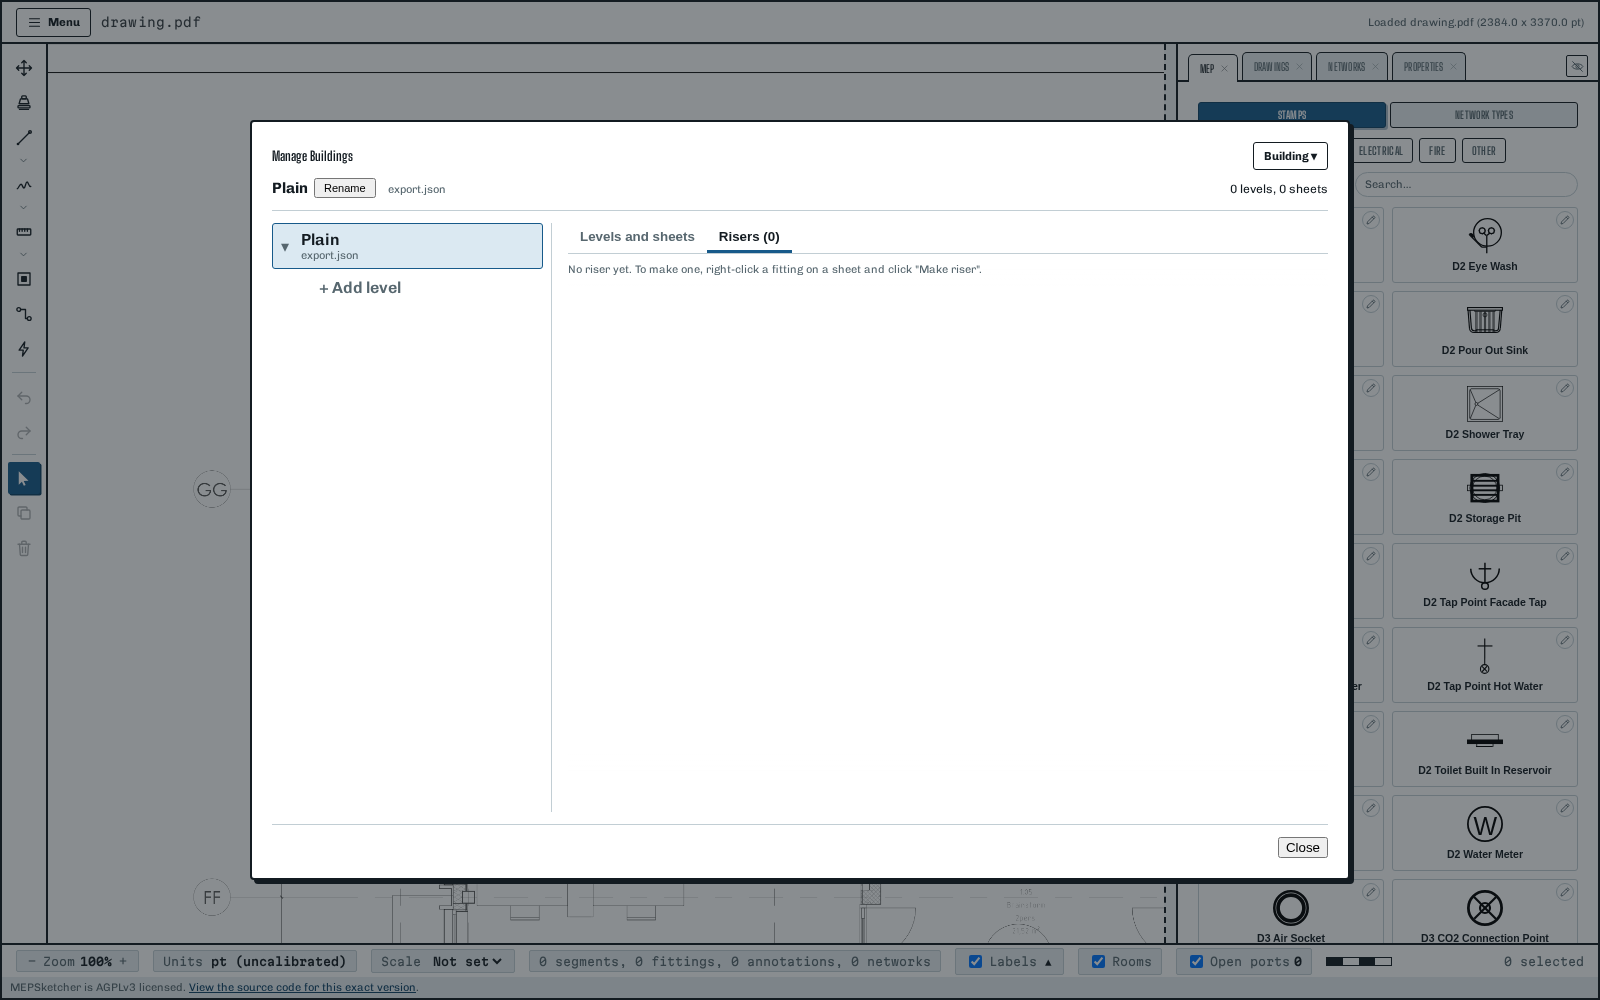 Menu
drawing.pdf
Loaded drawing.pdf (2384.0 x 3370.0 pt)
MEP
DRAWINGS
NETWORKS
PROPERTIES
STAMPS
NETWORK TYPES
ELECTRICAL
FIRE
OTHER
Search...
Manage Buildings
Building ▾
Plain
Rename
export.json
0 levels, 0 sheets
▾
Plain
export.json
+ Add level
Levels and sheets
Risers (0)
No riser yet. To make one, right-click a fitting on a sheet and click "Make riser".
Close
D2 Eye Wash
D2 Pour Out Sink
D2 Shower Tray
D2 Storage Pit
D2 Tap Point Facade Tap
er
D2 Tap Point Hot Water
D2 Toilet Built In Reservoir
W
D2 Water Meter
D3 Air Socket
D3 CO2 Connection Point
GG
FF
− Zoom 100% +
Units pt (uncalibrated)
Scale Not set
0 segments, 0 fittings, 0 annotations, 0 networks
Labels ▴
Rooms
Open ports 0
0 selected
MEPSketcher is AGPLv3 licensed. View the source code for this exact version.